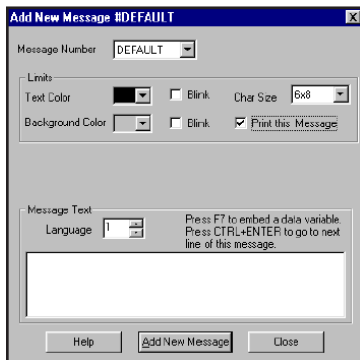 Add New Message #DEFAULT
Message Number DEFAULT
Limits
Text Color Blink Char Size 6x8
Background Color Blink Print this Message
Message Text
Language 1
Press F7 to embed a data variable.
Press CTRL+ENTER to go to next
line of this message.
Help Add New Message Close